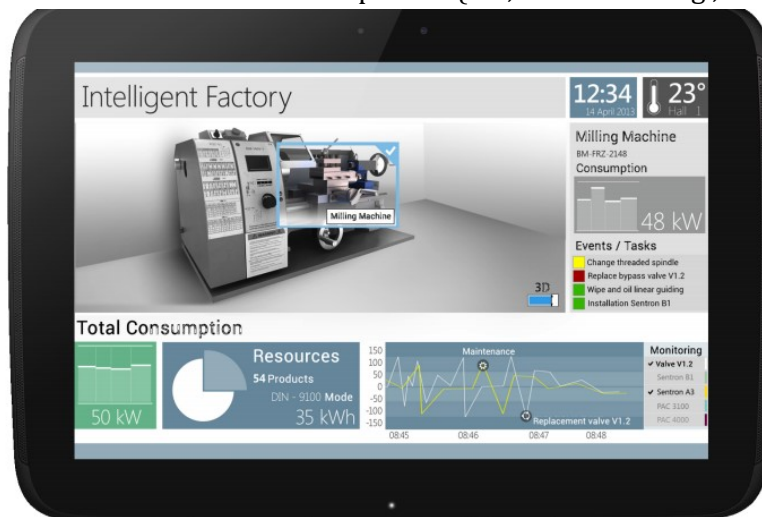 Intelligent Factory
12:34
14 April 2013
23°
Hall 1
Milling Machine
BM-FRZ-2148
Consumption
48 kW
Events / Tasks
Change threaded spindle
Replace bypass valve V1.2
Wipe and oil linear guiding
Installation Sentron B1
Milling Machine
3D
Total Consumption
50 kW
Resources
54 Products
DIN - 9100 Mode
35 kWh
150
100
50
0
-50
-100
-150
Maintenance
Replacement valve V1.2
08:45 08:46 08:47 08:48
Monitoring
Valve V1.2
Sentron B1
Sentron A3
PAC 3100
PAC 4000